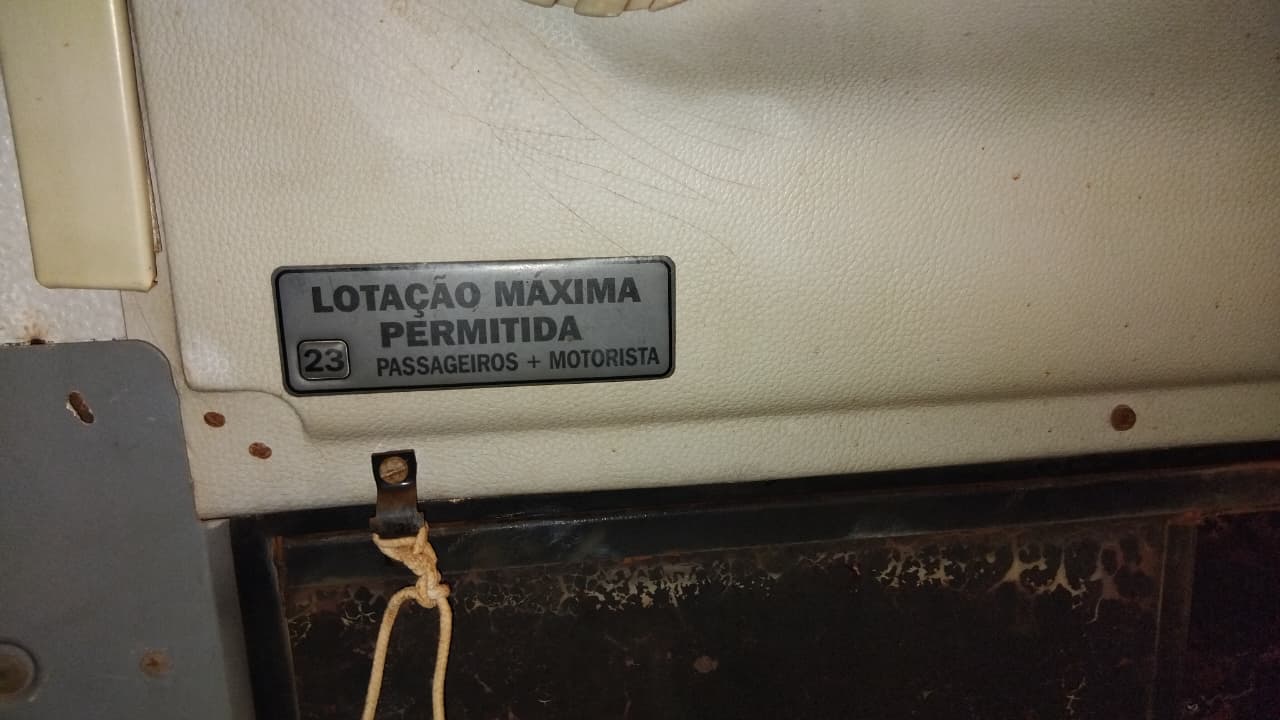 LOTAÇÃO MÁXIMA
PERMITIDA
23 PASSAGEIROS + MOTORISTA